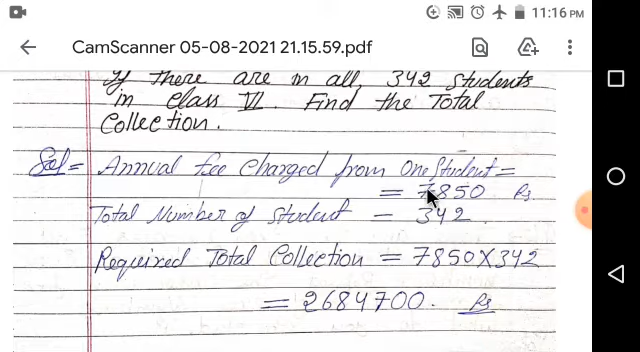 11:16 PM
CamScanner 05-08-2021 21.15.59.pdf
If there are in all, 342 Students
in Class VI. Find the Total
Collection.
Sol = Annual fee Charged from One Student =
= 7850 Rs.
Total Number of Student = 342
Required Total Collection = 7850X342
= 2684700. Rs